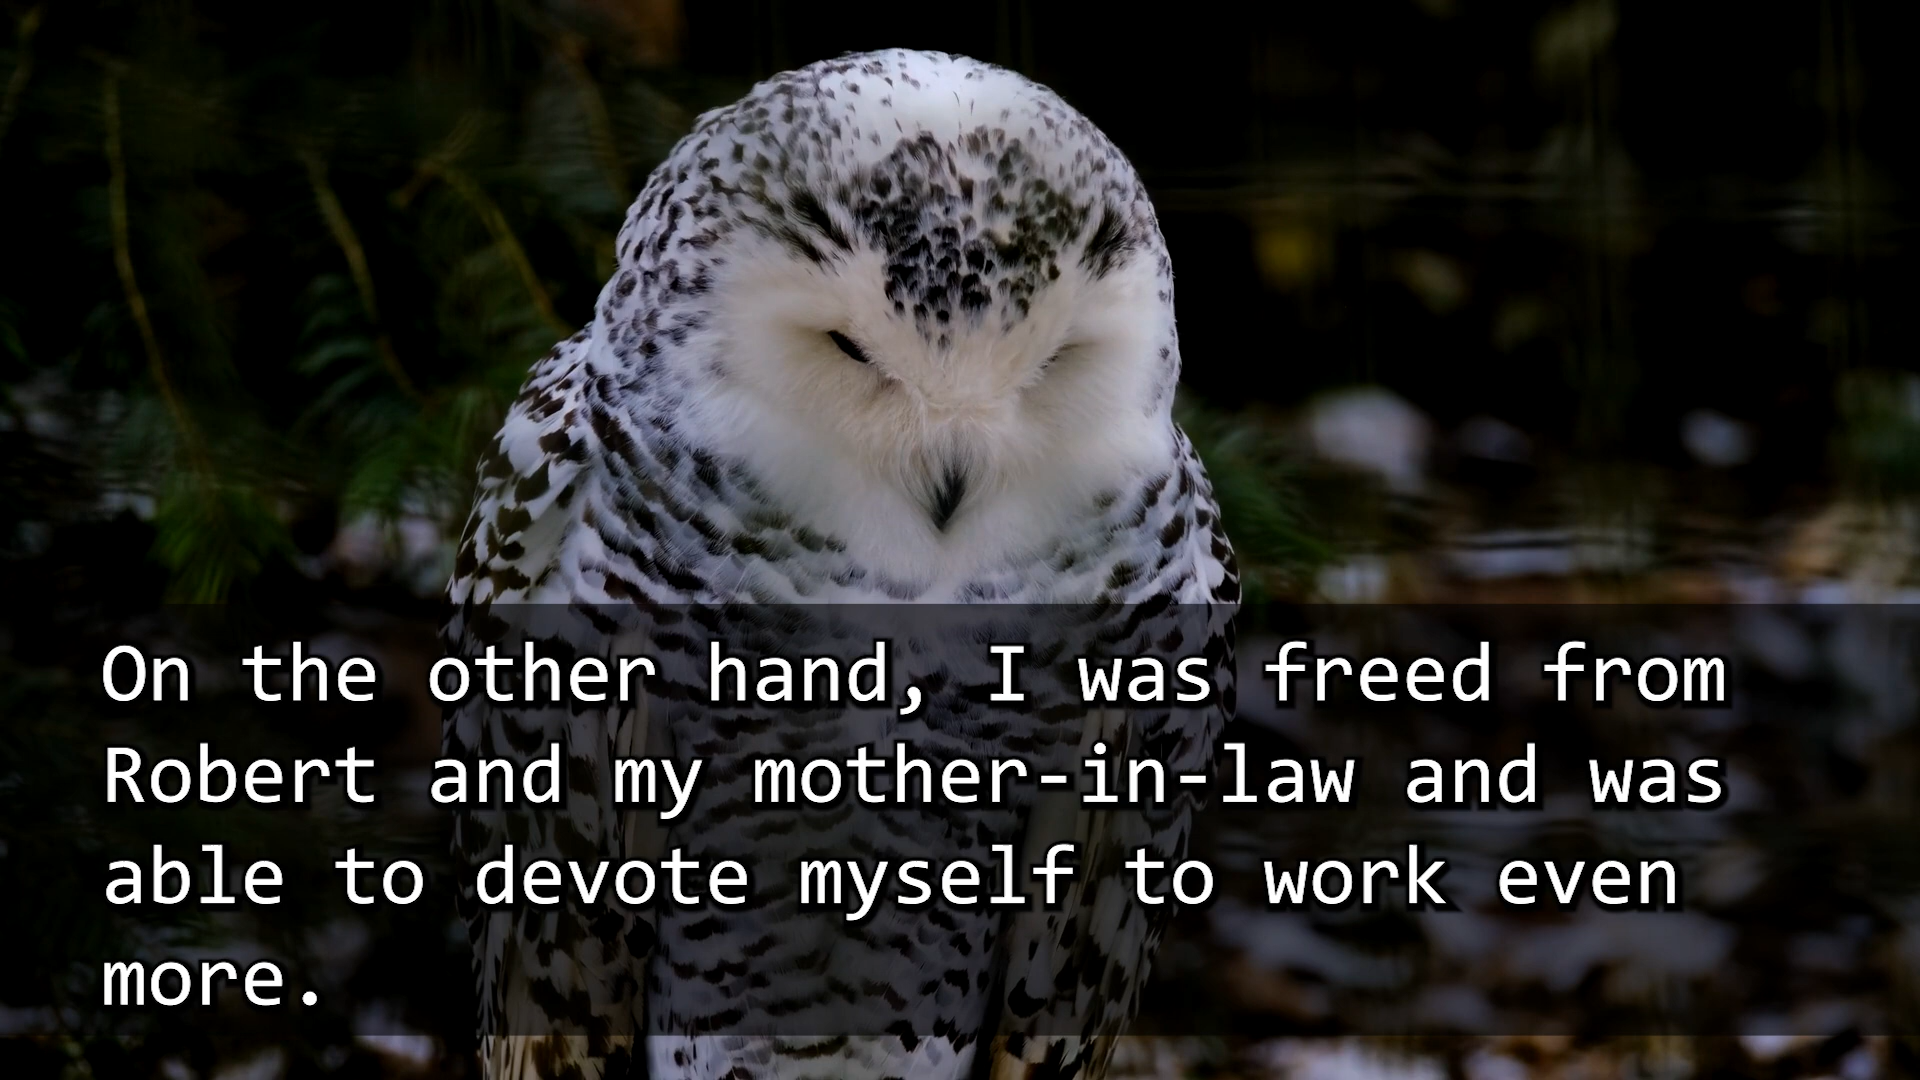 On the other hand, I was freed from
Robert and my mother-in-law and was
able to devote myself to work even
more.